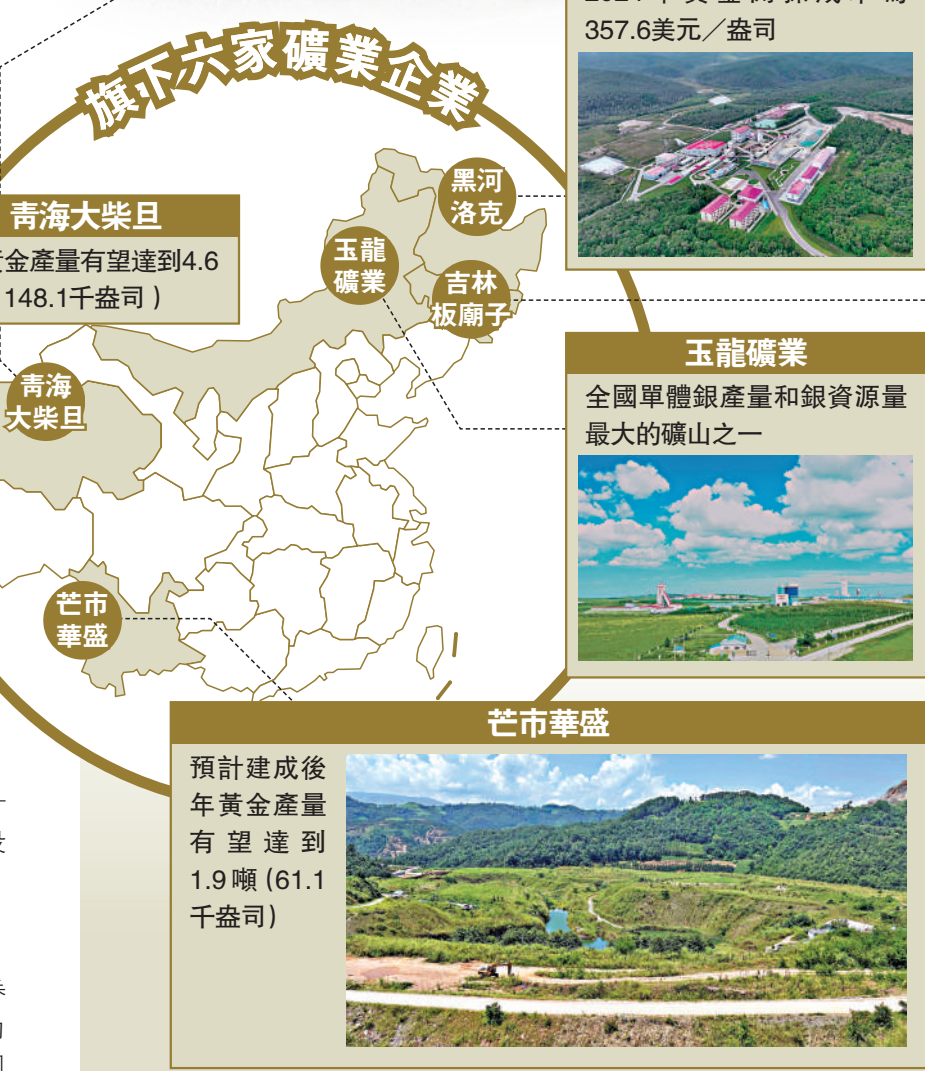 357.6美元／盎司
旗下六家礦業企業
黑河
洛克
青海大柴旦
金產量有望達到4.6
148.1千盎司）
玉龍
礦業
吉林
板廟子
青海
大柴旦
玉龍礦業
全國單體銀產量和銀資源量
最大的礦山之一
芒市
華盛
芒市華盛
預計建成後
年黃金產量
有望達到
1.9噸(61.1
千盎司)